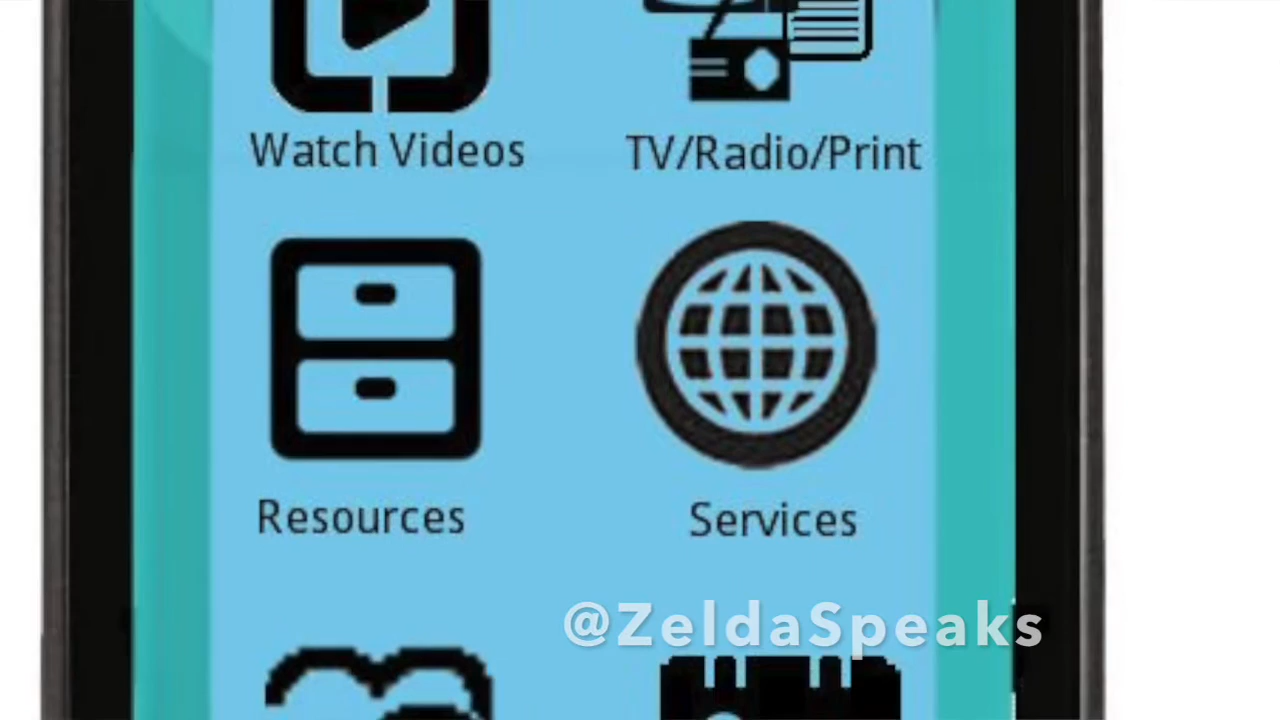 Watch Videos
TV/Radio/Print
Resources
Services
@ZeldaSpeaks